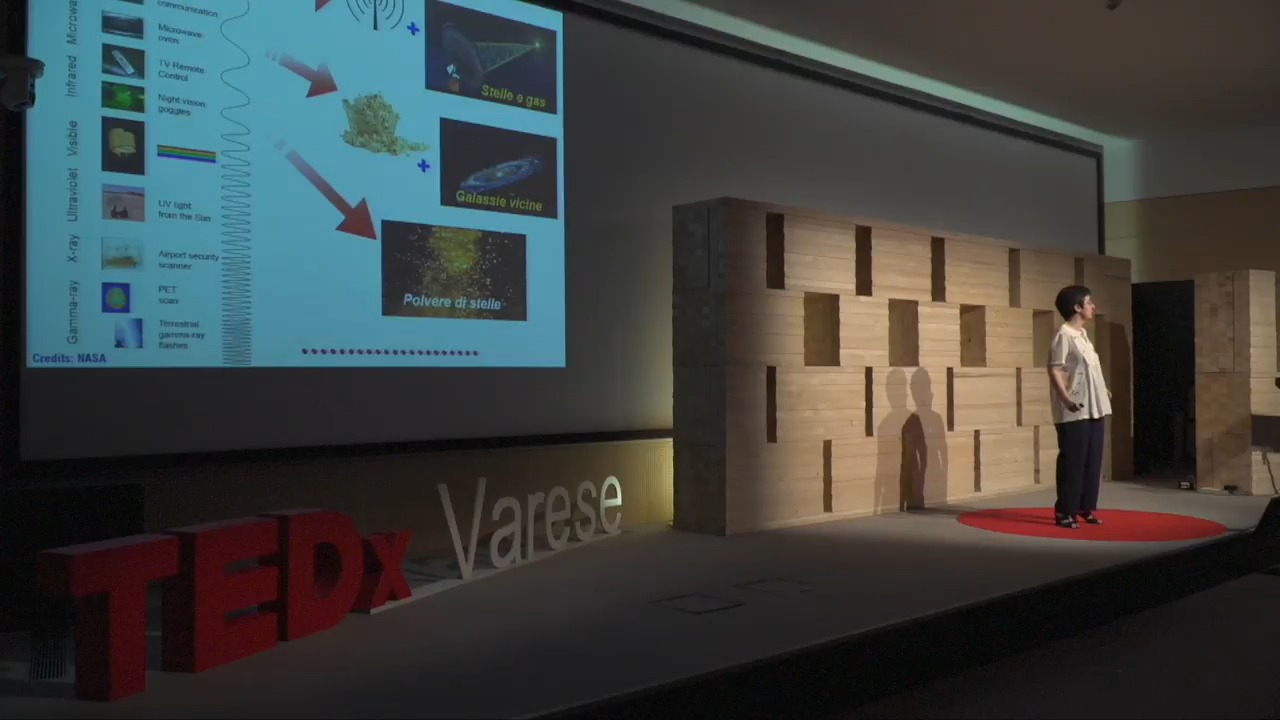 communication
Microwave
oven
TV Remote
Control
Night vision
goggles
UV light
from the Sun
Airport security
scanner
PET
scan
Terrestrial
gamma-ray
flashes
Infrared
Visible
Ultraviolet
X-ray
Gamma-ray
Credits: NASA
Stelle e gas
Galassie vicine
Polvere di stelle
TEDx Varese